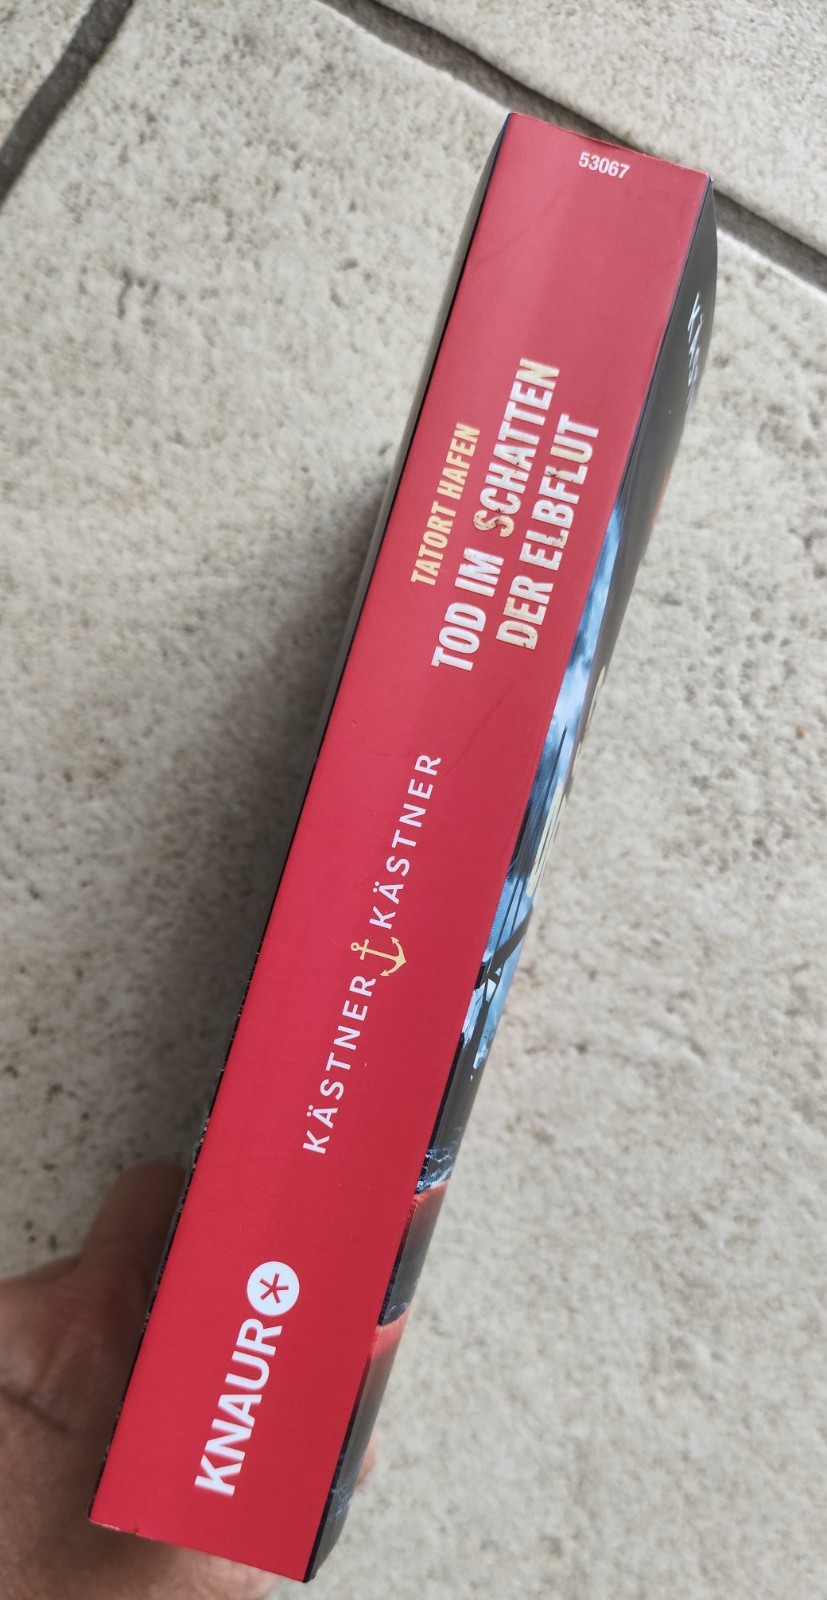 53067
TATORT HAFEN
TOD IM SCHATTEN
DER ELBFLUT
KÄSTNER KÄSTNER
KNAUR